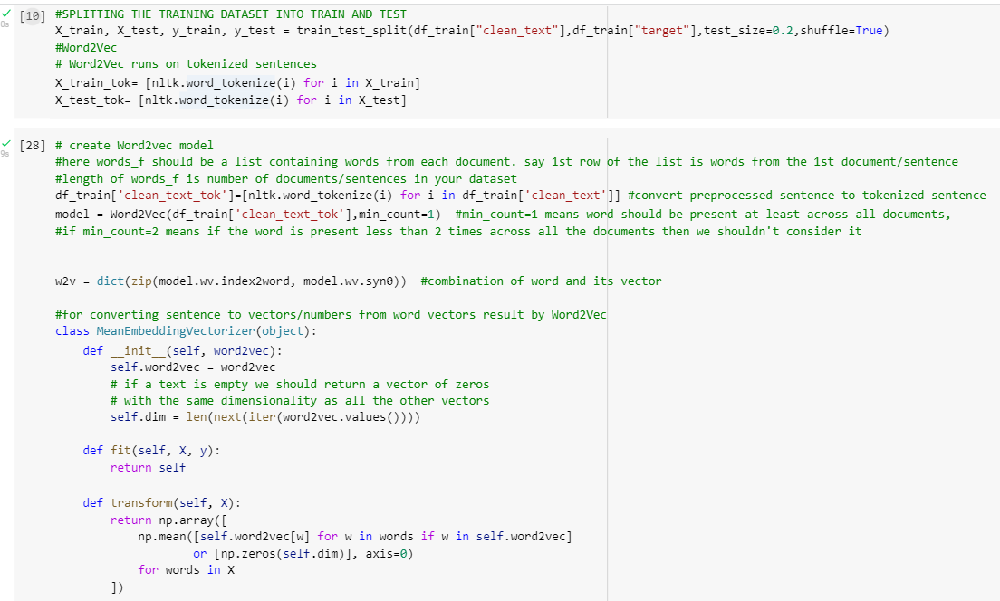 [10] #SPLITTING THE TRAINING DATASET INTO TRAIN AND TEST
0s
X_train, X_test, y_train, y_test = train_test_split(df_train["clean_text"],df_train["target"],test_size=0.2,shuffle=True)
#Word2Vec
# Word2Vec runs on tokenized sentences
X_train_tok= [nltk.word_tokenize(i) for i in X_train]
X_test_tok= [nltk.word_tokenize(i) for i in X_test]
[28] # create Word2vec model
9s
#here words_f should be a list containing words from each document. say 1st row of the list is words from the 1st document/sentence
#length of words_f is number of documents/sentences in your dataset
df_train['clean_text_tok']=[nltk.word_tokenize(i) for i in df_train['clean_text']] #convert preprocessed sentence to tokenized sentence
model = Word2Vec(df_train['clean_text_tok'],min_count=1)  #min_count=1 means word should be present at least across all documents,
#if min_count=2 means if the word is present less than 2 times across all the documents then we shouldn't consider it
w2v = dict(zip(model.wv.index2word, model.wv.syn0))  #combination of word and its vector
#for converting sentence to vectors/numbers from word vectors result by Word2Vec
class MeanEmbeddingVectorizer(object):
    def __init__(self, word2vec):
        self.word2vec = word2vec
        # if a text is empty we should return a vector of zeros
        # with the same dimensionality as all the other vectors
        self.dim = len(next(iter(word2vec.values())))
    def fit(self, X, y):
        return self
    def transform(self, X):
        return np.array([
            np.mean([self.word2vec[w] for w in words if w in self.word2vec]
                    or [np.zeros(self.dim)], axis=0)
            for words in X
        ])